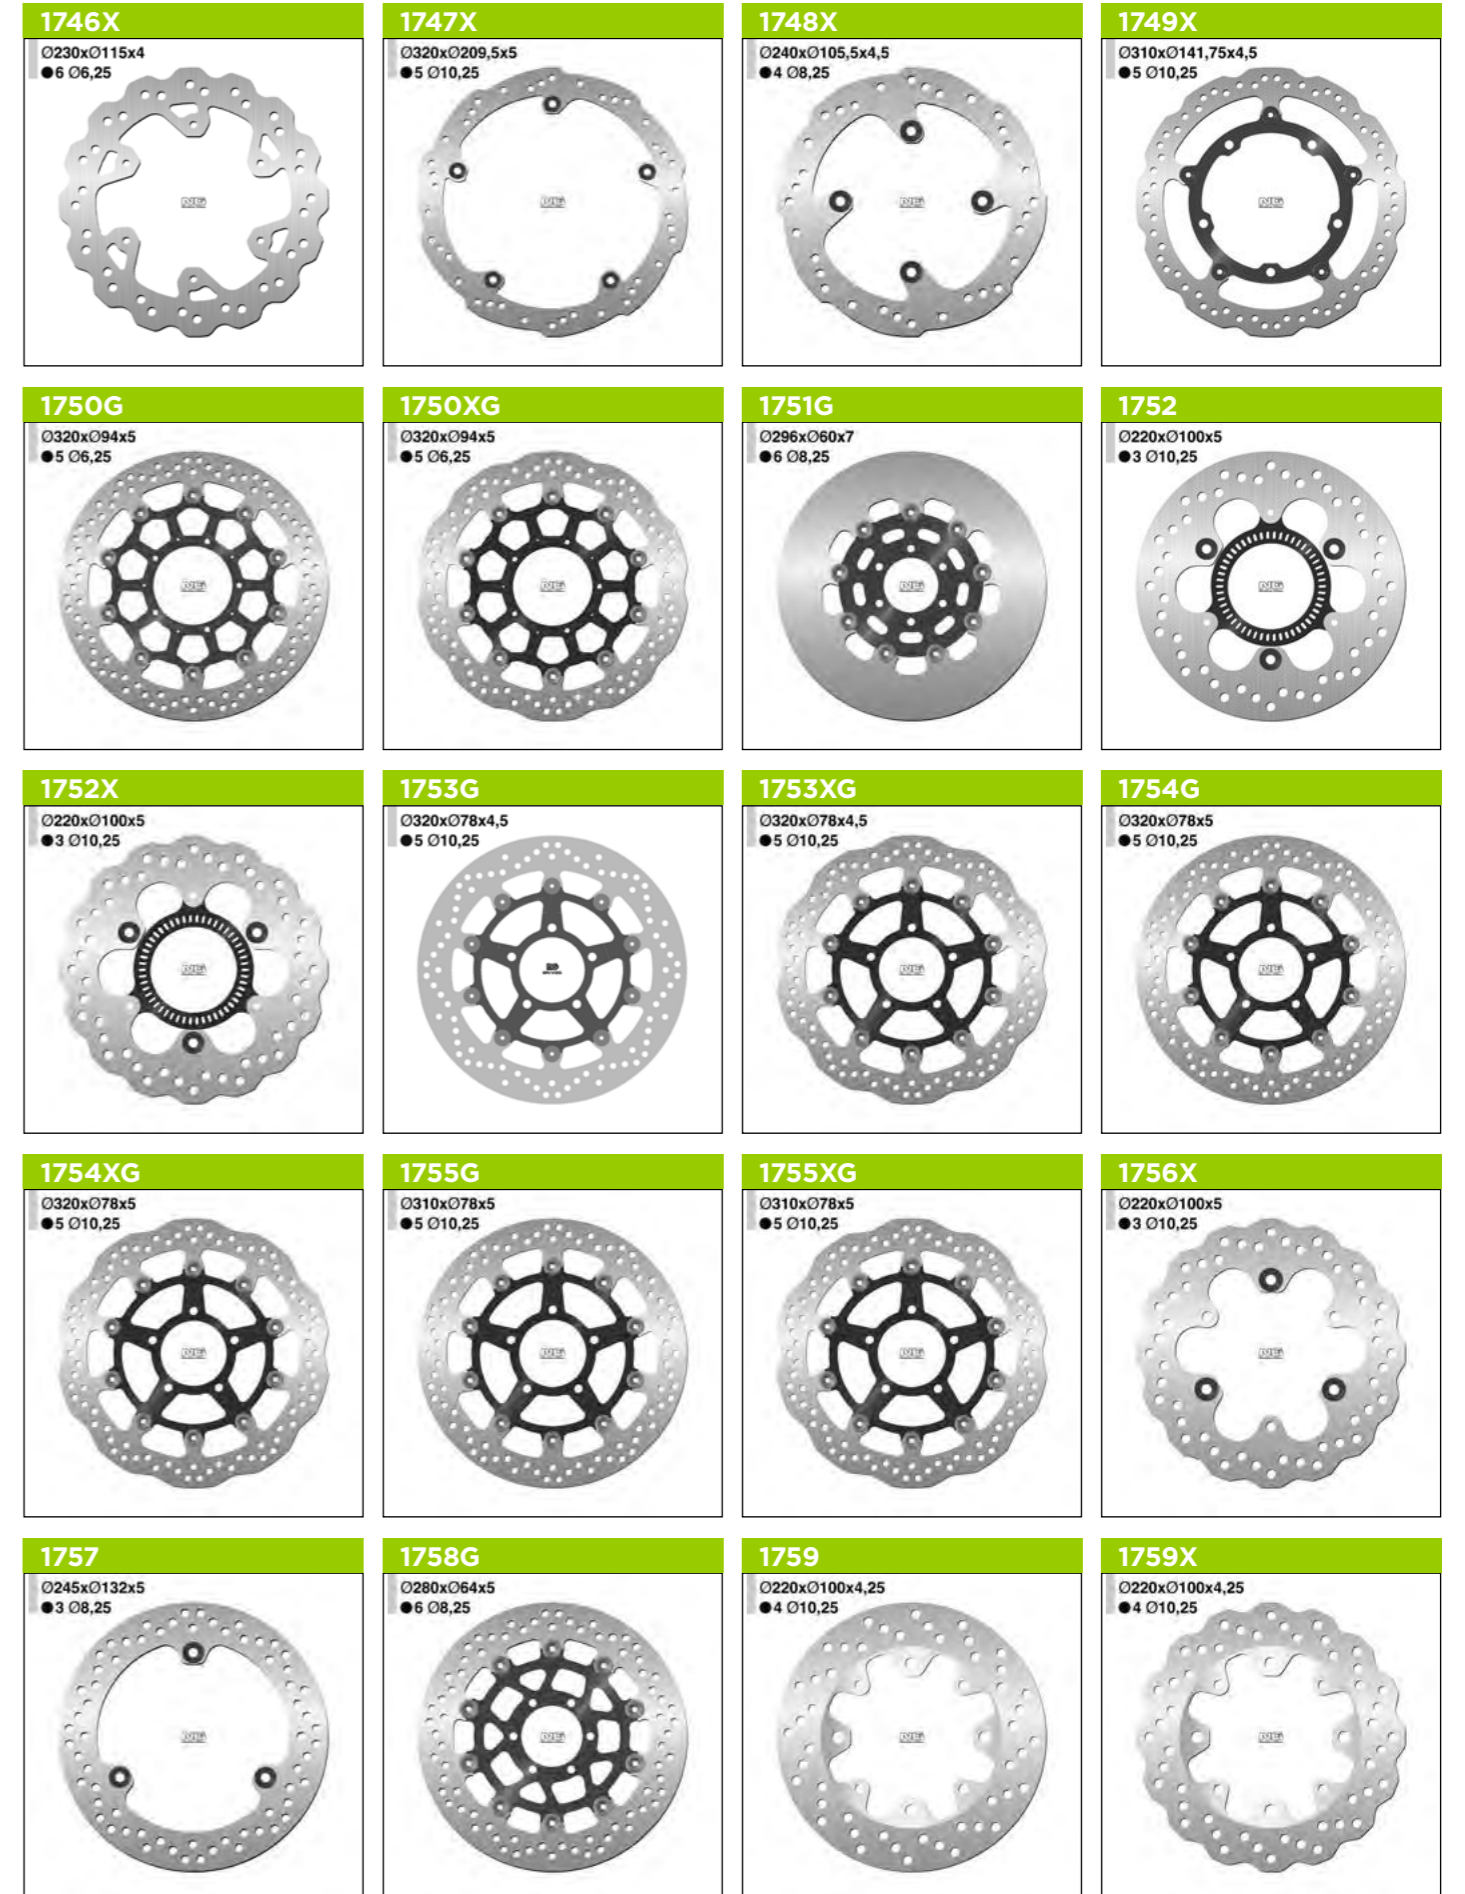 1746X
Ø230xØ115x4
●6 Ø6,25
1747X
Ø320xØ209,5x5
●5 Ø10,25
1748X
Ø240xØ105,5x4,5
●4 Ø8,25
1749X
Ø310xØ141,75x4,5
●5 Ø10,25
1750G
Ø320xØ94x5
●5 Ø6,25
1750XG
Ø320xØ94x5
●5 Ø6,25
1751G
Ø296xØ60x7
●6 Ø8,25
1752
Ø220xØ100x5
●3 Ø10,25
1752X
Ø220xØ100x5
●3 Ø10,25
1753G
Ø320xØ78x4,5
●5 Ø10,25
1753XG
Ø320xØ78x4,5
●5 Ø10,25
1754G
Ø320xØ78x5
●5 Ø10,25
1754XG
Ø320xØ78x5
●5 Ø10,25
1755G
Ø310xØ78x5
●5 Ø10,25
1755XG
Ø310xØ78x5
●5 Ø10,25
1756X
Ø220xØ100x5
●3 Ø10,25
1757
Ø245xØ132x5
●3 Ø8,25
1758G
Ø280xØ64x5
●6 Ø8,25
1759
Ø220xØ100x4,25
●4 Ø10,25
1759X
Ø220xØ100x4,25
●4 Ø10,25